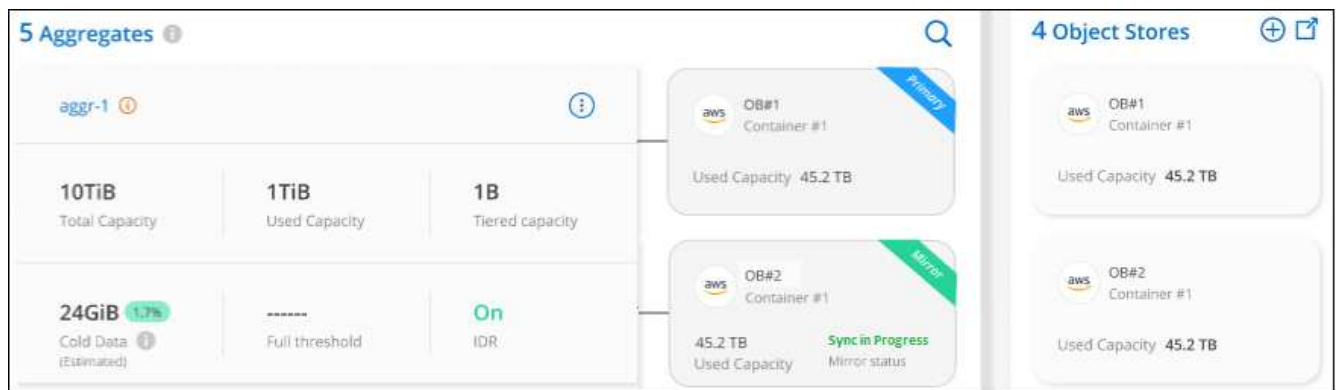 5 Aggregates
4 Object Stores
aggr-1
10TiB
Total Capacity
1TiB
Used Capacity
1B
Tiered capacity
24GiB 1.7%
Cold Data
(Estimated)
------
Full threshold
On
IDR
Primary
aws
OB#1
Container #1
Used Capacity 45.2 TB
Mirror
aws
OB#2
Container #1
45.2 TB
Used Capacity
Sync in Progress
Mirror status
aws
OB#1
Container #1
Used Capacity 45.2 TB
aws
OB#2
Container #1
Used Capacity 45.2 TB